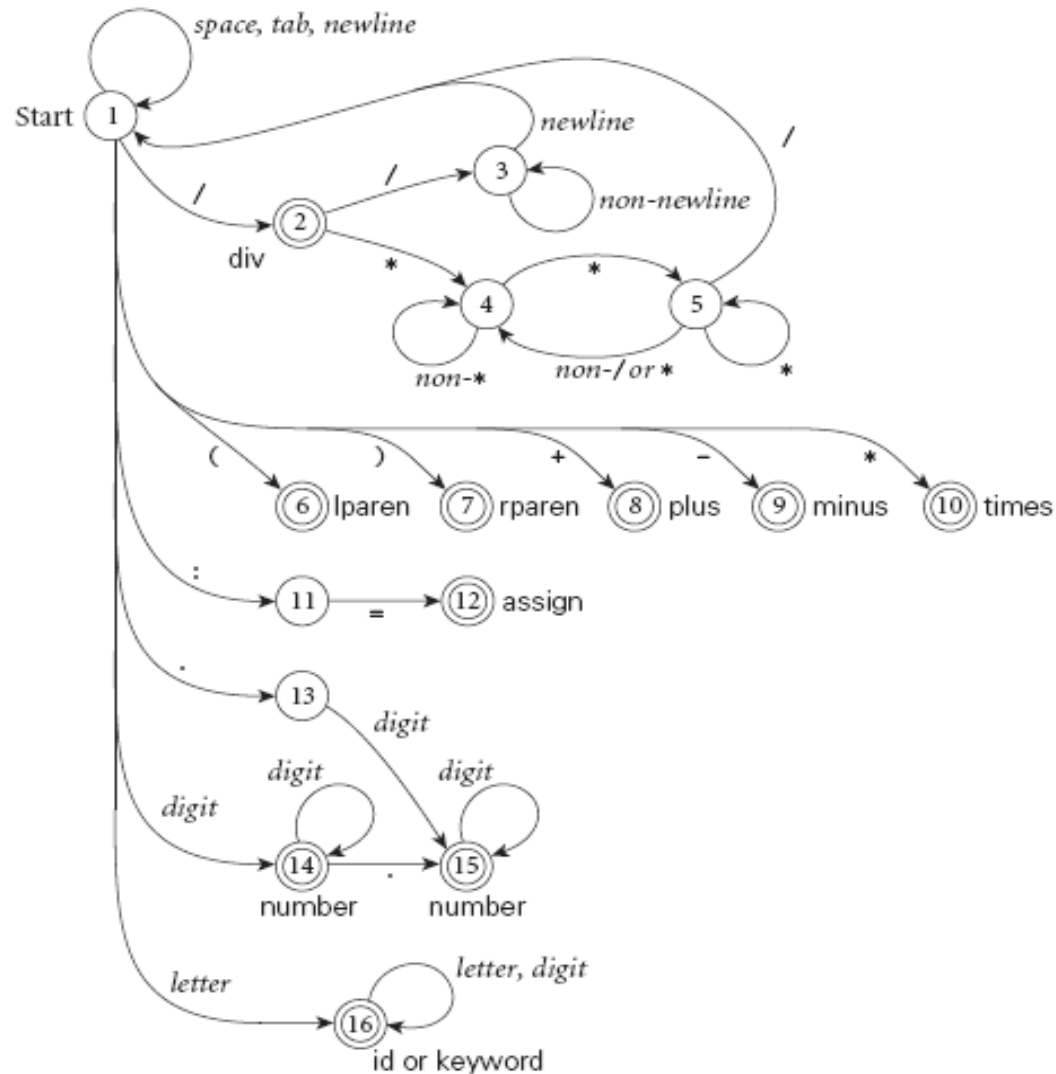 space, tab, newline
Start 1
newline
/
/ / 3
non-newline
2
div
*
*
4 5
non-*
non-/ or *
*
( ) + - *
6 lparen 7 rparen 8 plus 9 minus 10 times
:
11 = 12 assign
.
13
digit
digit digit
digit
14 . 15
number number
letter
letter, digit
16
id or keyword